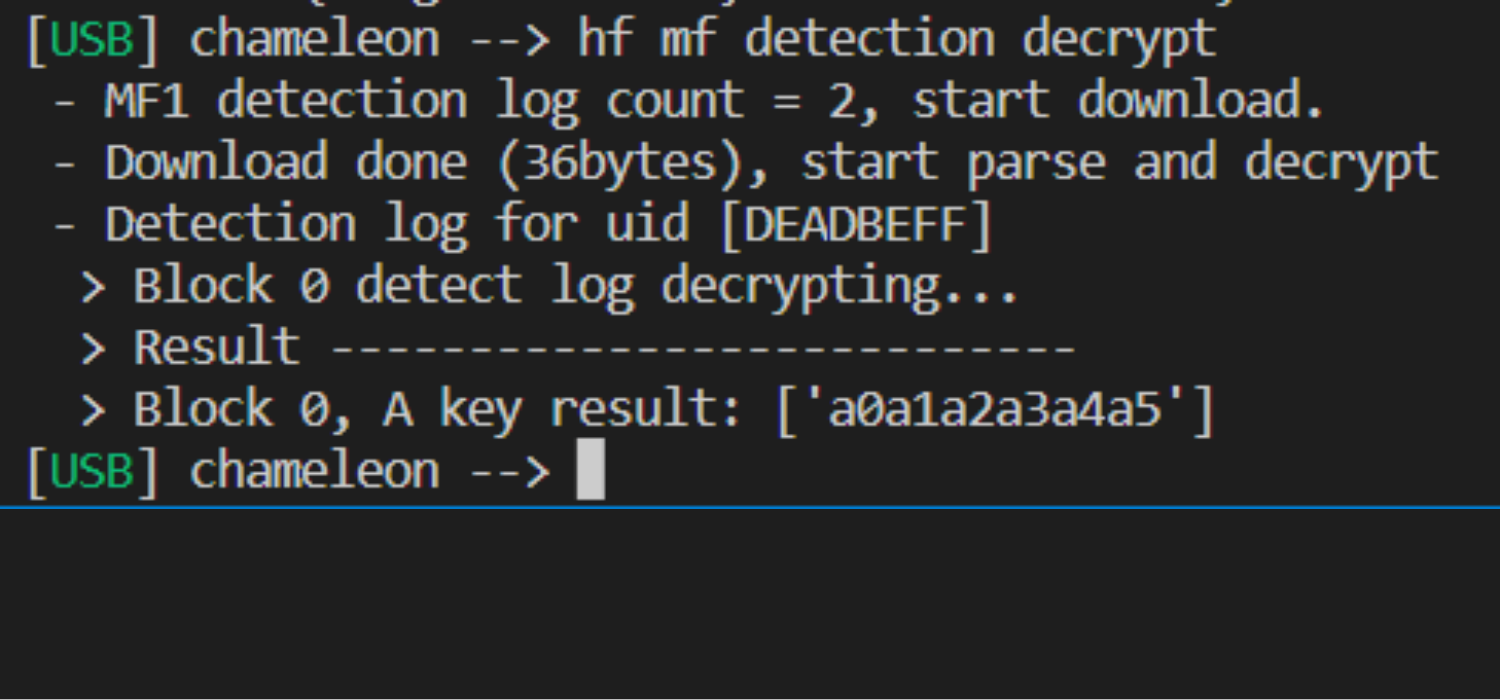 [USB] chameleon --> hf mf detection decrypt
- MF1 detection log count = 2, start download.
- Download done (36bytes), start parse and decrypt
- Detection log for uid [DEADBEFF]
> Block 0 detect log decrypting...
> Result ---------------------------
> Block 0, A key result: ['a0a1a2a3a4a5']
[USB] chameleon -->